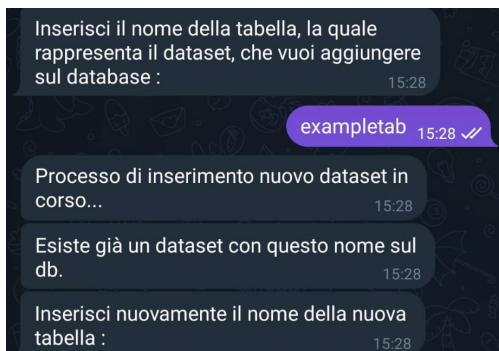 Inserisci il nome della tabella, la quale
rappresenta il dataset, che vuoi aggiungere
sul database :
15:28
exampletab 15:28
Processo di inserimento nuovo dataset in
corso...
15:28
Esiste già un dataset con questo nome sul
db.
15:28
Inserisci nuovamente il nome della nuova
tabella :
15:28